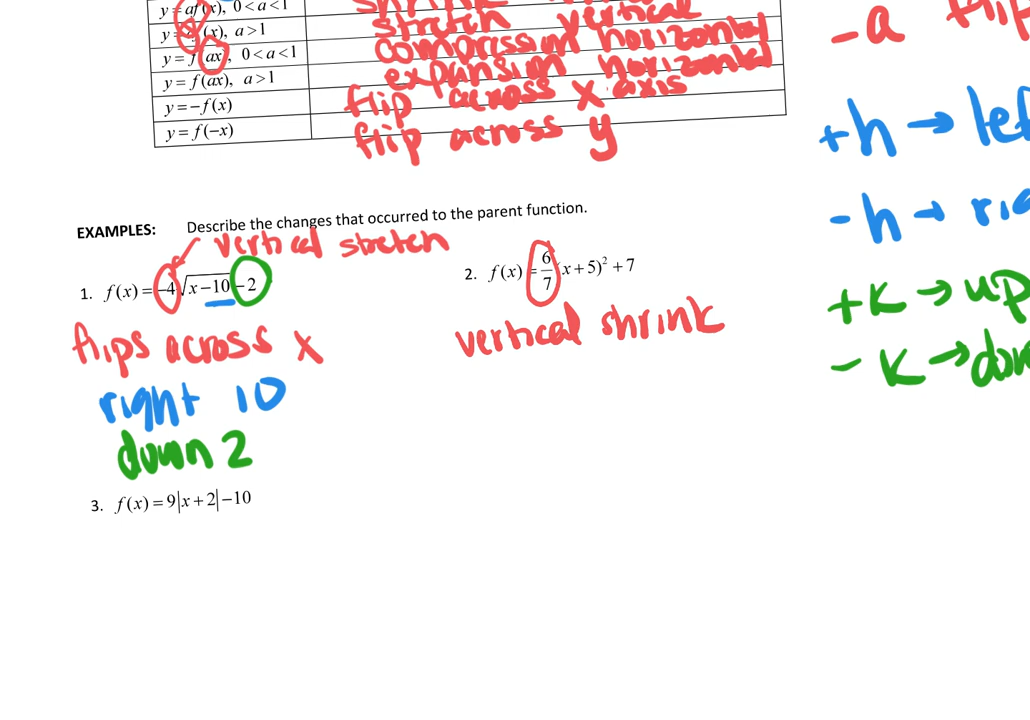 y = af(x), 0 < a < 1 shrink
y = f(x), a > 1 stretch vertical
y = f(ax), 0 < a < 1 compression horizontal
y = f(ax), a > 1 expansion horizontal
y = −f(x) flip across x axis
y = f(−x) flip across y
-a flip
+h → left
-h → 
+k → up
-k → down
EXAMPLES: Describe the changes that occurred to the parent function.
vertical stretch
1. f(x) = −4√x−10 −2
flips across x
right 10
down 2
2. f(x) = 6/7 (x+5)² + 7
vertical shrink
3. f(x) = 9|x+2|−10